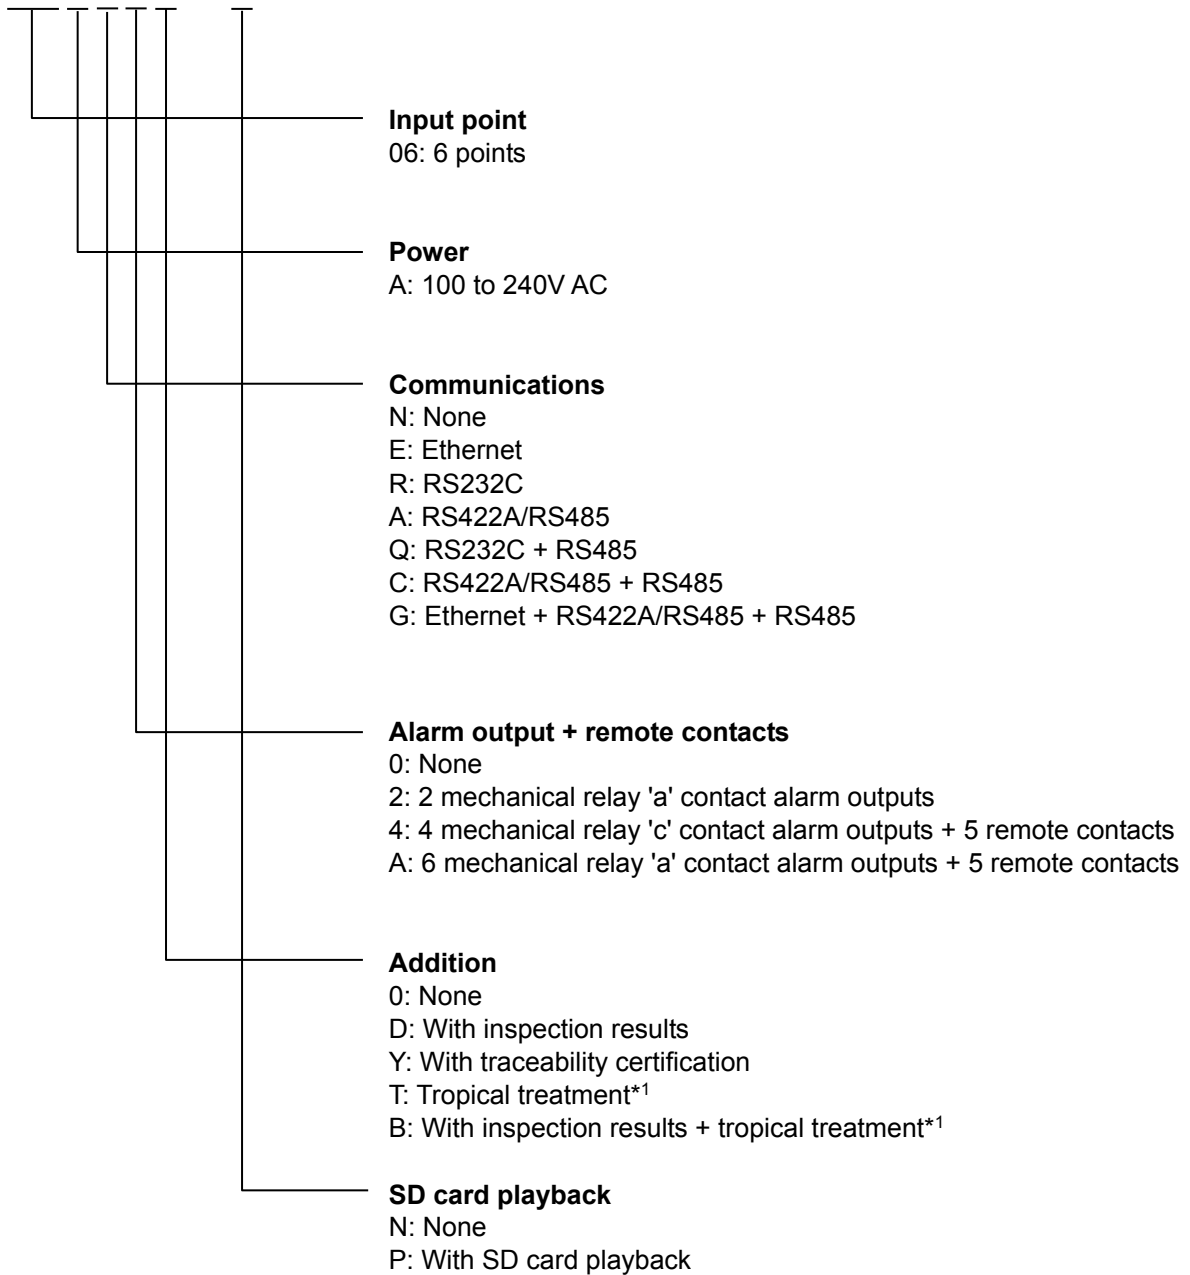 Input point
06: 6 points
Power
A: 100 to 240V AC
Communications
N: None
E: Ethernet
R: RS232C
A: RS422A/RS485
Q: RS232C + RS485
C: RS422A/RS485 + RS485
G: Ethernet + RS422A/RS485 + RS485
Alarm output + remote contacts
0: None
2: 2 mechanical relay 'a' contact alarm outputs
4: 4 mechanical relay 'c' contact alarm outputs + 5 remote contacts
A: 6 mechanical relay 'a' contact alarm outputs + 5 remote contacts
Addition
0: None
D: With inspection results
Y: With traceability certification
T: Tropical treatment*1
B: With inspection results + tropical treatment*1
SD card playback
N: None
P: With SD card playback